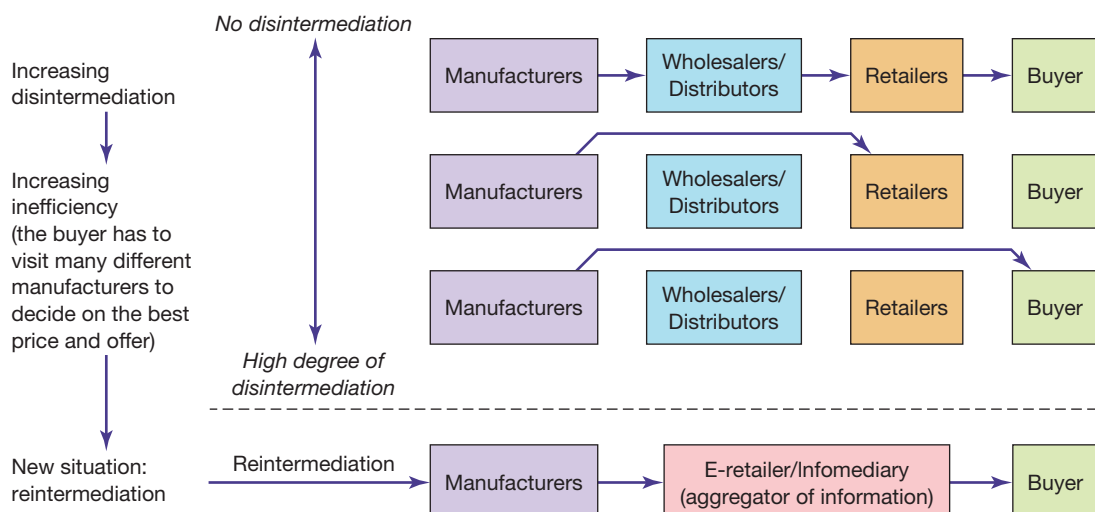 No disintermediation
Increasing
disintermediation
Manufacturers
Wholesalers/
Distributors
Retailers
Buyer
Increasing
inefficiency
(the buyer has to
visit many different
manufacturers to
decide on the best
price and offer)
Manufacturers
Wholesalers/
Distributors
Retailers
Buyer
Manufacturers
Wholesalers/
Distributors
Retailers
Buyer
High degree of
disintermediation
New situation:
reintermediation
Reintermediation
Manufacturers
E-retailer/Infomediary
(aggregator of information)
Buyer